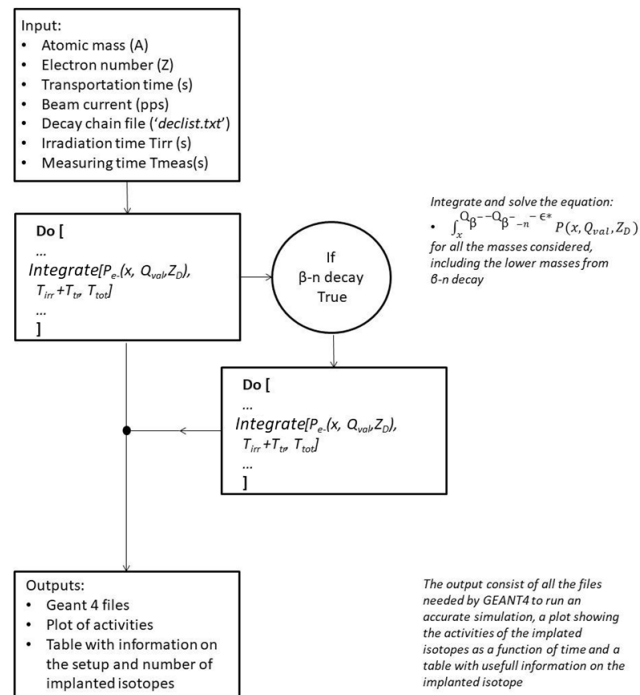 Input:
• Atomic mass (A)
• Electron number (Z)
• Transportation time (s)
• Beam current (pps)
• Decay chain file ('declist.txt')
• Irradiation time Tirr (s)
• Measuring time Tmeas(s)
Do [
...
Integrate[Pe-(x, Qval,ZD),
Tirr +Ttr, Ttot]
...
]
If
β-n decay
True
Integrate and solve the equation:
• ∫ₓ^(Qβ⁻ −Qβ⁻−n − ϵ*) P(x, Qval, ZD)
for all the masses considered,
including the lower masses from
β-n decay
Do [
...
Integrate[Pe-(x, Qval,ZD),
Tirr +Ttr, Ttot]
...
]
Outputs:
• Geant 4 files
• Plot of activities
• Table with information on
the setup and number of
implanted isotopes
The output consist of all the files
needed by GEANT4 to run an
accurate simulation, a plot showing
the activities of the implated
isotopes as a function of time and a
table with usefull information on the
implanted isotope